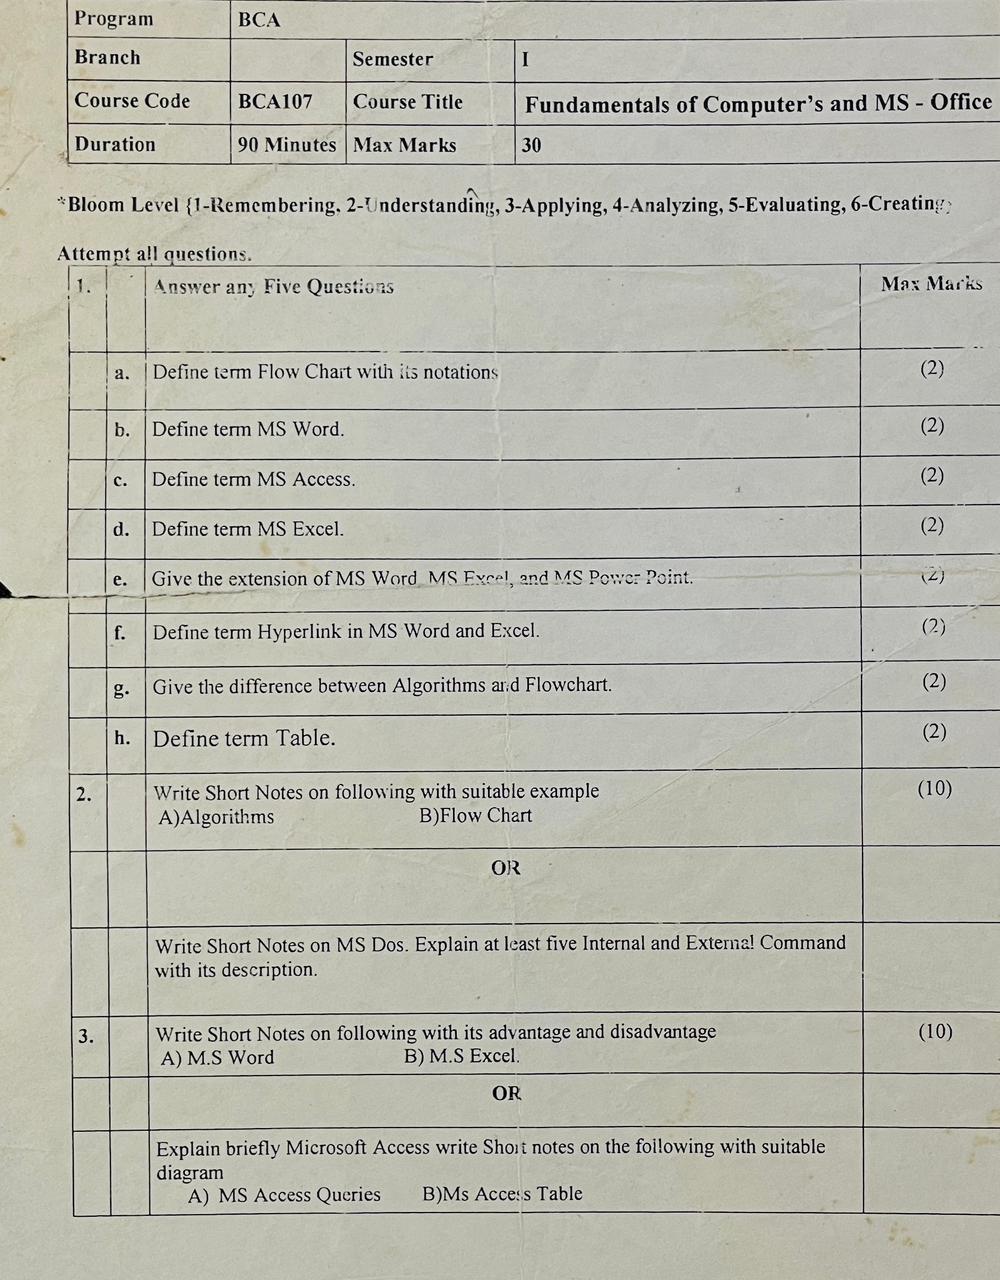 Program BCA
Branch Semester I
Course Code BCA107 Course Title Fundamentals of Computer's and MS - Office
Duration 90 Minutes Max Marks 30
*Bloom Level {1-Remembering, 2-Understanding, 3-Applying, 4-Analyzing, 5-Evaluating, 6-Creating}
Attempt all questions.
1. Answer any Five Questions Max Marks
a. Define term Flow Chart with its notations (2)
b. Define term MS Word. (2)
c. Define term MS Access. (2)
d. Define term MS Excel. (2)
e. Give the extension of MS Word, MS Excel, and MS Power Point. (2)
f. Define term Hyperlink in MS Word and Excel. (2)
g. Give the difference between Algorithms and Flowchart. (2)
h. Define term Table. (2)
2. Write Short Notes on following with suitable example (10)
A)Algorithms B)Flow Chart
OR
Write Short Notes on MS Dos. Explain at least five Internal and External Command
with its description.
3. Write Short Notes on following with its advantage and disadvantage (10)
A) M.S Word B) M.S Excel.
OR
Explain briefly Microsoft Access write Short notes on the following with suitable
diagram
A) MS Access Queries B)Ms Access Table